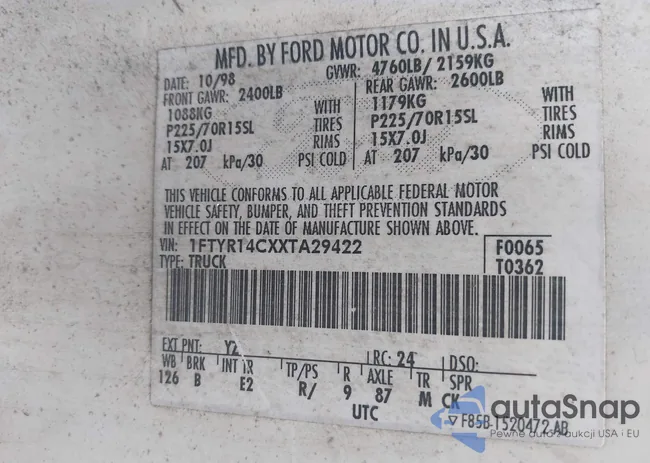 MFD. BY FORD MOTOR CO. IN U.S.A.
DATE: 10/98 GVWR: 4760LB/ 2159KG
FRONT GAWR: 2400LB REAR GAWR: 2600LB
1088KG WITH 1179KG WITH
P225/70R15SL TIRES P225/70R15SL TIRES
15X7.0J RIMS 15X7.0J RIMS
AT 207 kPa/30 PSI COLD AT 207 kPa/30 PSI COLD
THIS VEHICLE CONFORMS TO ALL APPLICABLE FEDERAL MOTOR
VEHICLE SAFETY, BUMPER, AND THEFT PREVENTION STANDARDS
IN EFFECT ON THE DATE OF MANUFACTURE SHOWN ABOVE.
VIN: 1FTYR14CXXTA29422 F0065
TYPE: TRUCK T0362
EXT PNT: Y2 RC: 24 DSO:
WB BRK INT TR TP/PS R AXLE TR SPR
126 B E2 R/ 9 87 M CK
UTC
▽ F85B-1520472-AB
autaSnap
Pewne auta z aukcji USA i EU